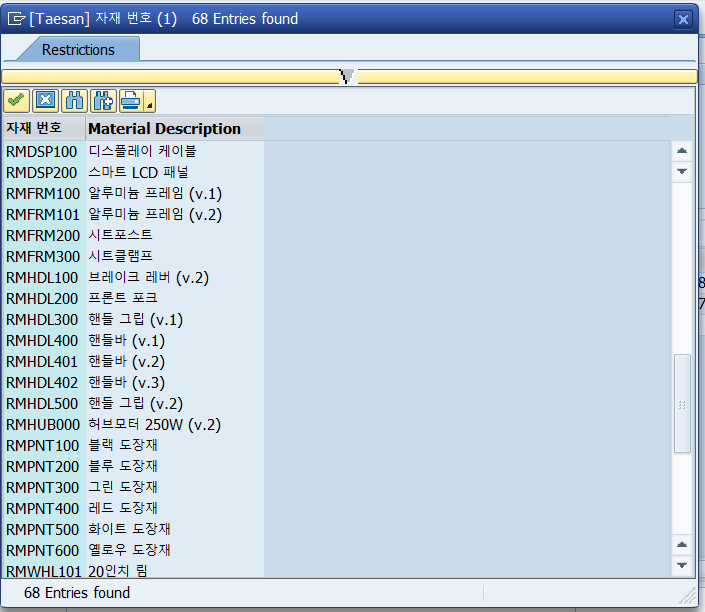 [Taesan] 자재 번호 (1) 68 Entries found
Restrictions
자재 번호 Material Description
RMDSP100 디스플레이 케이블
RMDSP200 스마트 LCD 패널
RMFRM100 알루미늄 프레임 (v.1)
RMFRM101 알루미늄 프레임 (v.2)
RMFRM200 시트포스트
RMFRM300 시트클램프
RMHDL100 브레이크 레버 (v.2)
RMHDL200 프론트 포크
RMHDL300 핸들 그립 (v.1)
RMHDL400 핸들바 (v.1)
RMHDL401 핸들바 (v.2)
RMHDL402 핸들바 (v.3)
RMHDL500 핸들 그립 (v.2)
RMHUB000 허브모터 250W (v.2)
RMPNT100 블랙 도장재
RMPNT200 블루 도장재
RMPNT300 그린 도장재
RMPNT400 레드 도장재
RMPNT500 화이트 도장재
RMPNT600 옐로우 도장재
RMWHL101 20인치 림
68 Entries found
8
7